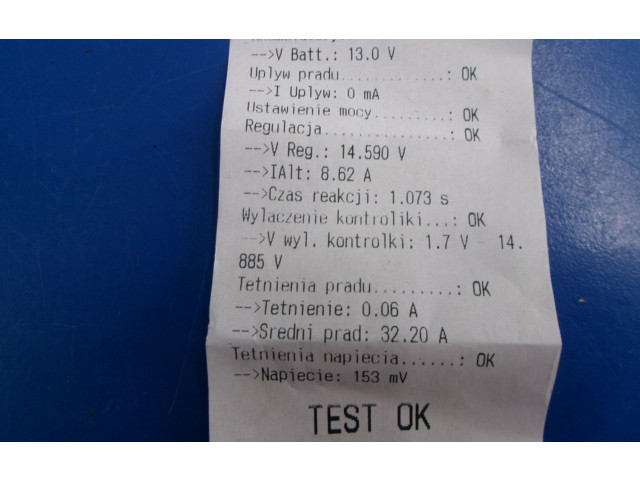 -->V Batt.: 13.0 V
Uplyw pradu.............: OK
-->I Uplyw: 0 mA
Ustawienie mocy.........: OK
Regulacja...............: OK
-->V Reg.: 14.590 V
-->IAlt: 8.62 A
-->Czas reakcji: 1.073 s
Wylaczenie kontroliki...: OK
-->V wyl. kontrolki: 1.7 V - 14.
885 V
Tetnienia pradu.........: OK
-->Tetnienie: 0.06 A
-->Sredni prad: 32.20 A
Tetnienia napiecia......: OK
-->Napiecie: 153 mV
TEST OK